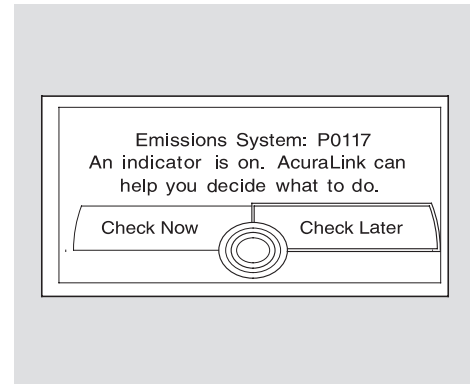 Emissions System: P0117
An indicator is on. AcuraLink can
help you decide what to do.
Check Now
Check Later